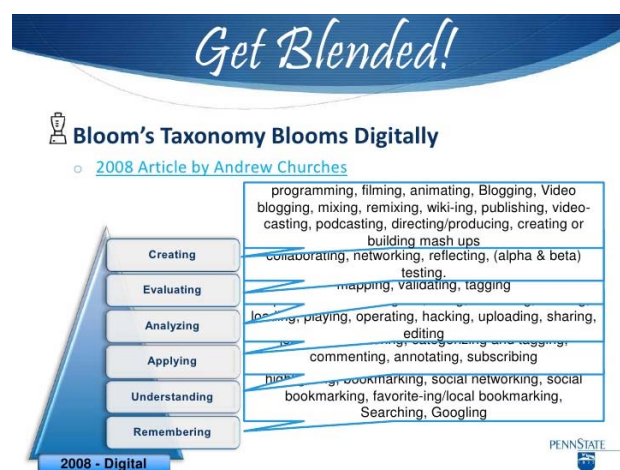 Get Blended!
Bloom's Taxonomy Blooms Digitally
2008 Article by Andrew Churches
programming, filming, animating, Blogging, Video
blogging, mixing, remixing, wiki-ing, publishing, video-
casting, podcasting, directing/producing, creating or
building mash ups
Creating
collaborating, networking, reflecting, (alpha & beta)
testing.
Evaluating
mapping, validating, tagging
Analyzing
playing, operating, hacking, uploading, sharing,
editing
Applying
categorizing and tagging,
commenting, annotating, subscribing
Understanding
bookmarking, social networking, social
bookmarking, favorite-ing/local bookmarking,
Searching, Googling
Remembering
2008 - Digital
PENNSTATE